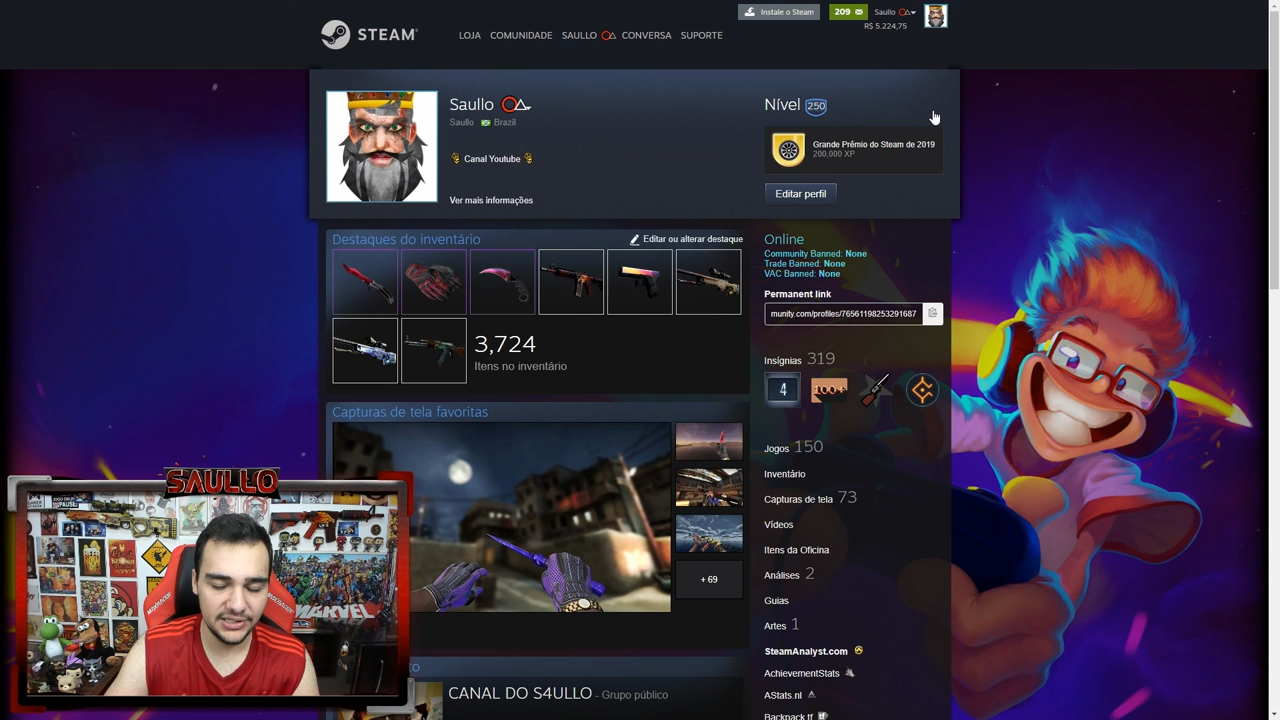 Instale o Steam
209
Saullo
R$ 5.224,75
STEAM
LOJA COMUNIDADE SAULLO CONVERSA SUPORTE
Saullo
Saullo Brazil
Canal Youtube
Ver mais informações
Nível 250
Grande Prêmio do Steam de 2019
200,000 XP
Editar perfil
Destaques do inventário
Editar ou alterar destaque
3,724
Itens no inventário
Capturas de tela favoritas
+ 69
CANAL DO S4ULLO - Grupo público
Online
Community Banned: None
Trade Banned: None
VAC Banned: None
Permanent link
munity.com/profiles/76561198253291687
Insígnias 319
4
100+
Jogos 150
Inventário
Capturas de tela 73
Vídeos
Itens da Oficina
Análises 2
Guias
Artes 1
SteamAnalyst.com
AchievementStats
AStats.nl
Backpack.tf
SAULLO
MARVEL